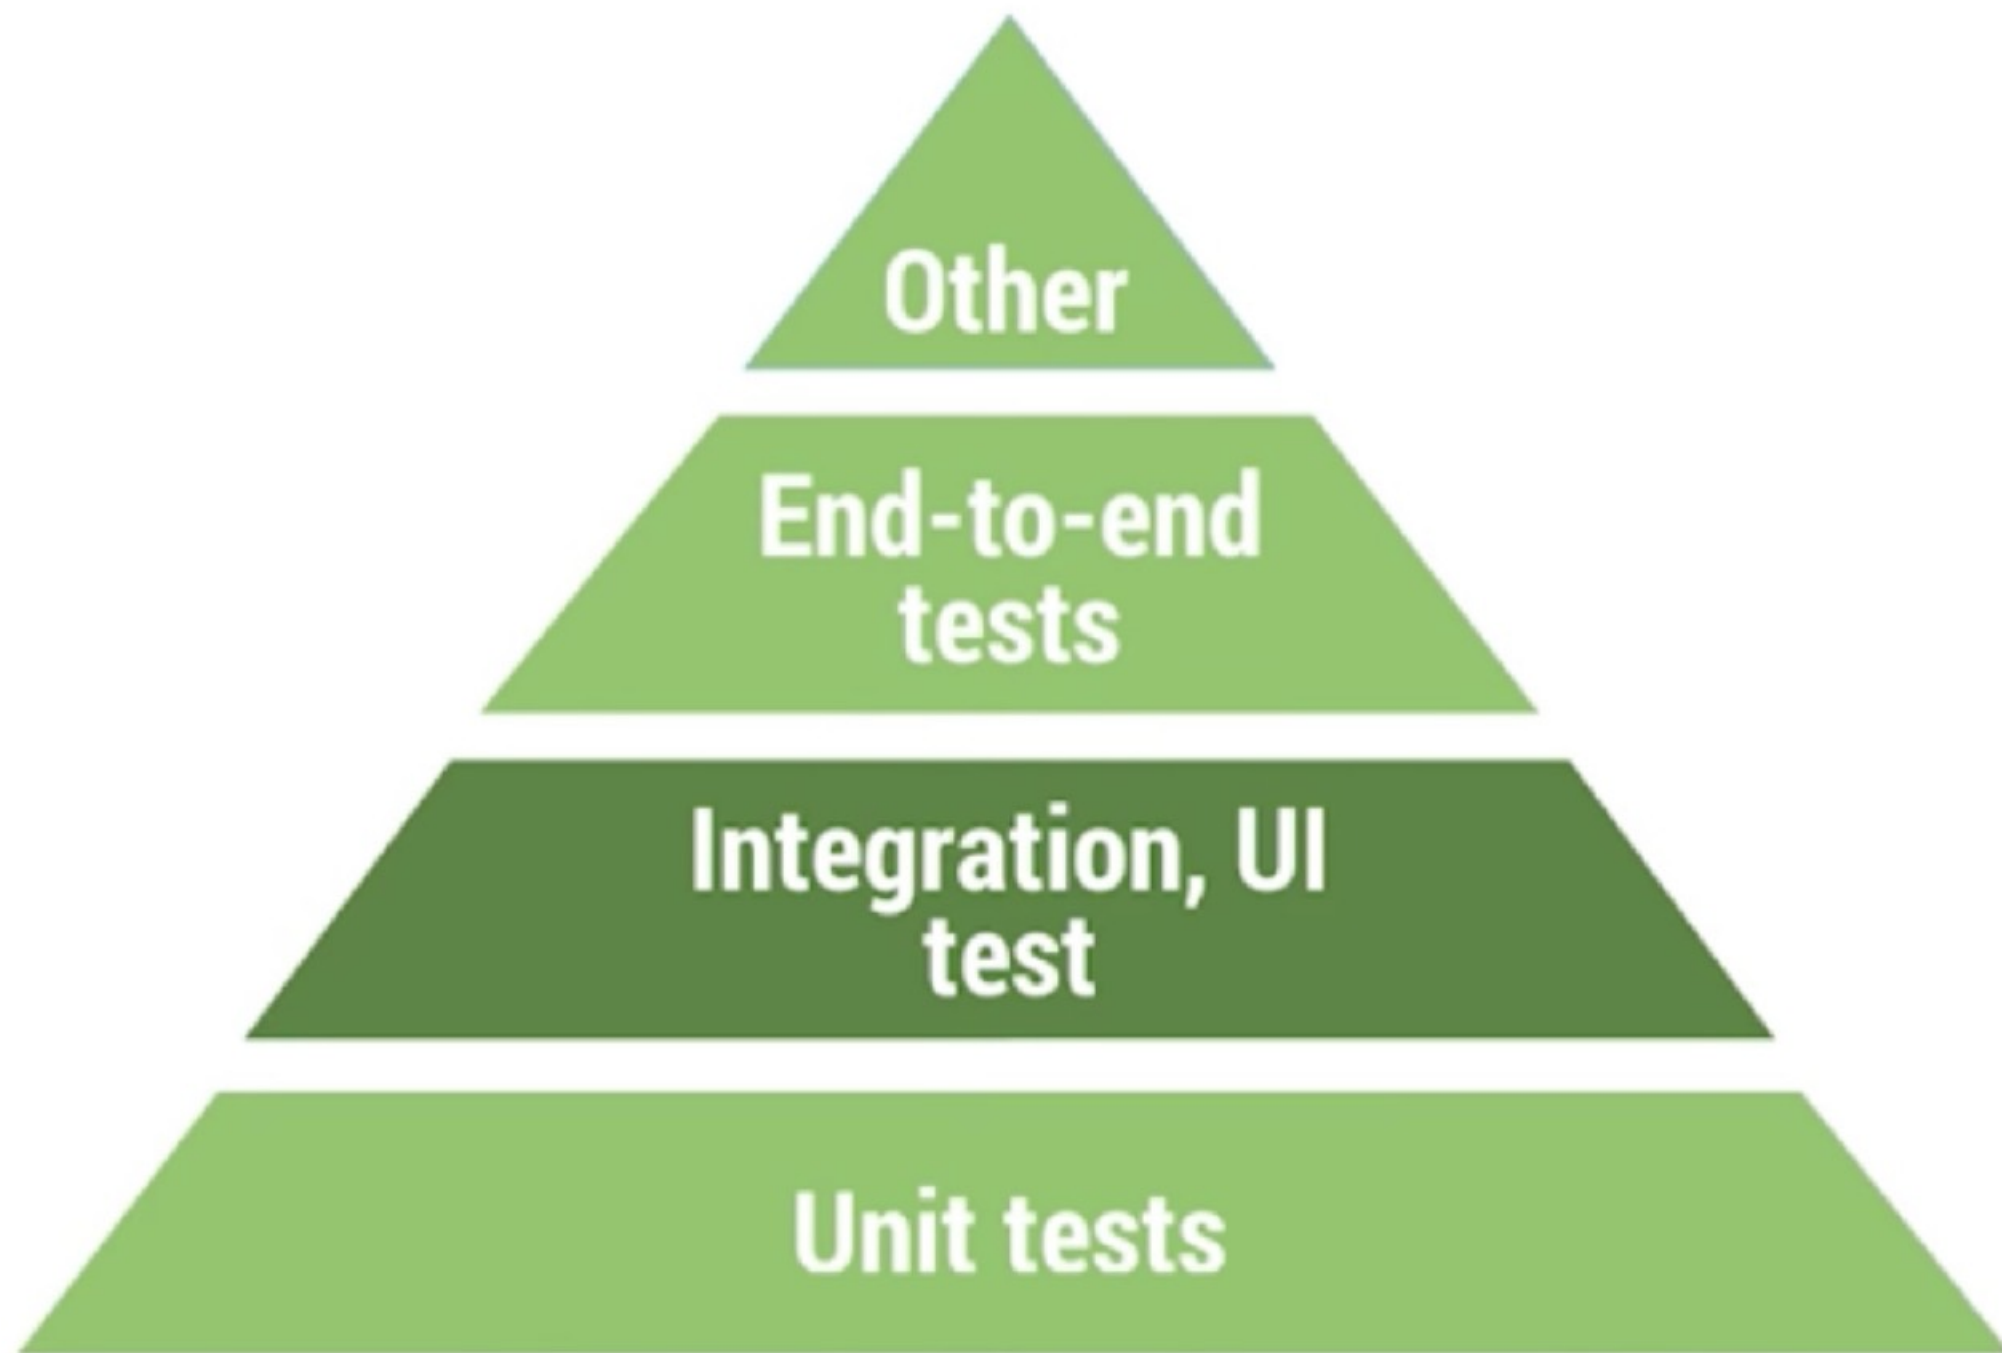 Other
End-to-end
tests
Integration, UI
test
Unit tests